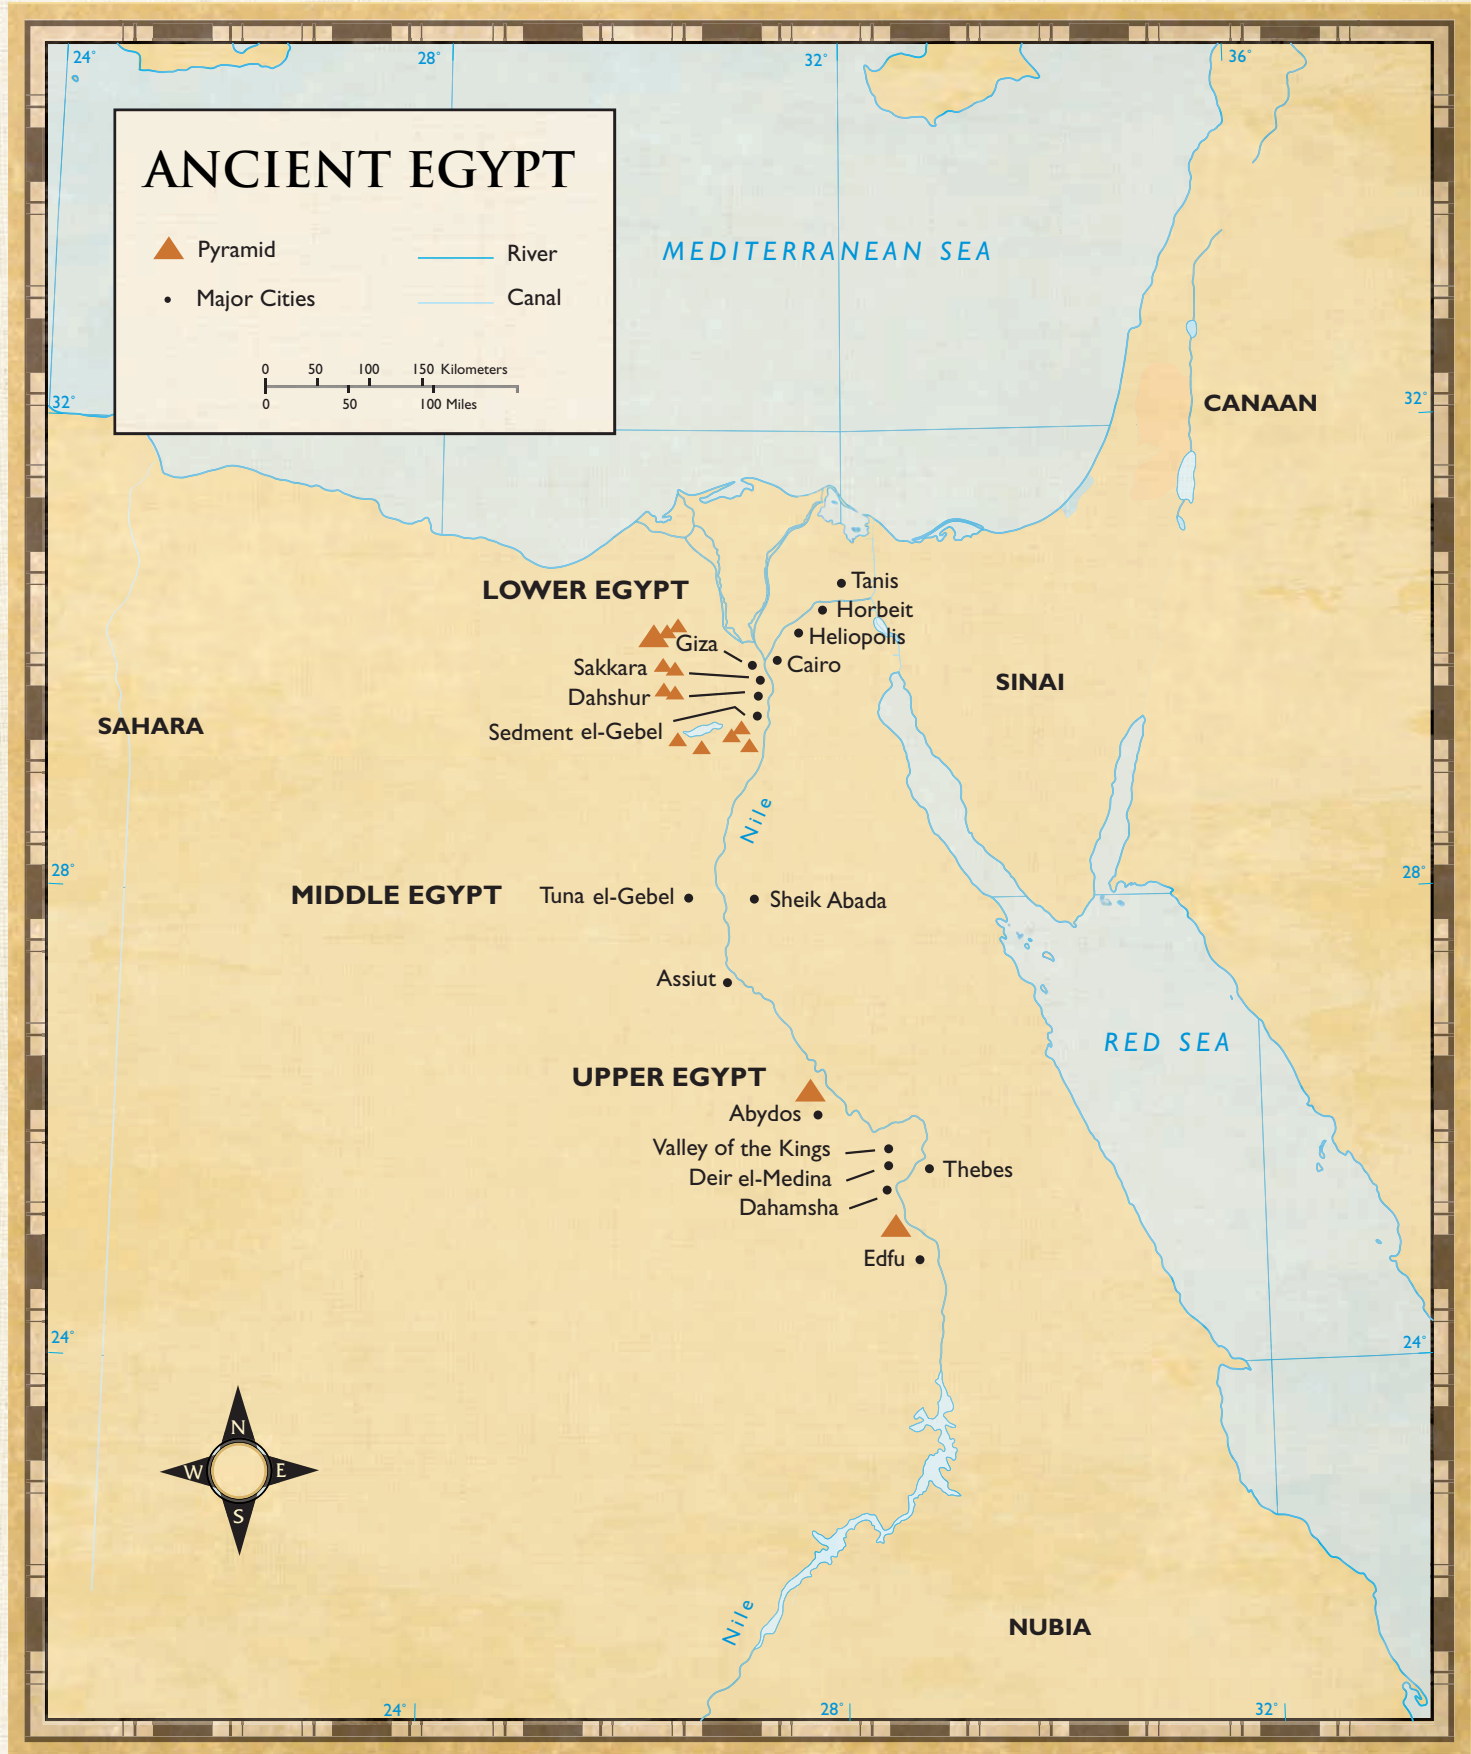 24°
28°
32°
36°
ANCIENT EGYPT
Pyramid
River
Major Cities
Canal
0 50 100 150 Kilometers
0 50 100 Miles
MEDITERRANEAN SEA
32°
CANAAN
32°
LOWER EGYPT
Tanis
Horbeit
Heliopolis
Giza
Cairo
Sakkara
Dahshur
SINAI
SAHARA
Sedment el-Gebel
Nile
28°
28°
MIDDLE EGYPT
Tuna el-Gebel
Sheik Abada
Assiut
RED SEA
UPPER EGYPT
Abydos
Valley of the Kings
Deir el-Medina
Thebes
Dahamsha
Edfu
24°
24°
N
W
E
S
Nile
NUBIA
24°
28°
32°